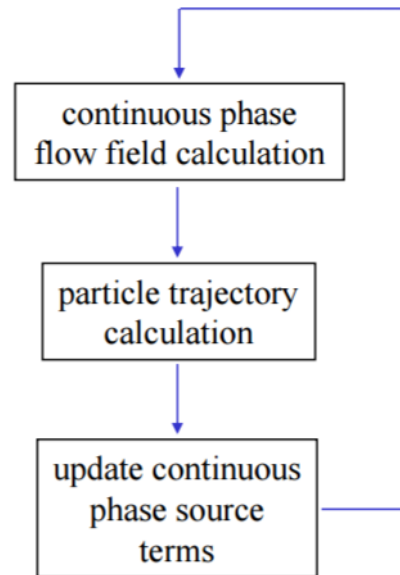 continuous phase
flow field calculation
particle trajectory
calculation
update continuous
phase source
terms